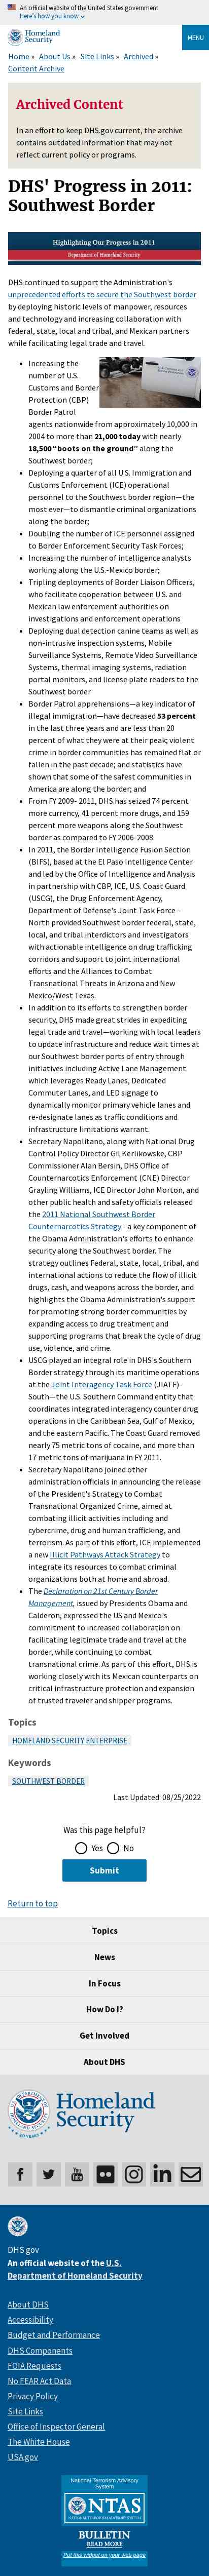 An official website of the United States government
Here's how you know
Homeland
Security
MENU
Home » About Us » Site Links » Archived »
Content Archive
Archived Content
In an effort to keep DHS.gov current, the archive
contains outdated information that may not
reflect current policy or programs.
DHS' Progress in 2011:
Southwest Border
Highlighting Our Progress in 2011
Department of Homeland Security
DHS continued to support the Administration's
unprecedented efforts to secure the Southwest border
by deploying historic levels of manpower, resources
and technology and increasing collaboration with
federal, state, local and tribal, and Mexican partners
while facilitating legal trade and travel.
• Increasing the
number of U.S.
Customs and Border
Protection (CBP)
Border Patrol
agents nationwide from approximately 10,000 in
2004 to more than 21,000 today with nearly
18,500 "boots on the ground" along the
Southwest border;
• Deploying a quarter of all U.S. Immigration and
Customs Enforcement (ICE) operational
personnel to the Southwest border region—the
most ever—to dismantle criminal organizations
along the border;
• Doubling the number of ICE personnel assigned
to Border Enforcement Security Task Forces;
• Increasing the number of intelligence analysts
working along the U.S.-Mexico border;
• Tripling deployments of Border Liaison Officers,
who facilitate cooperation between U.S. and
Mexican law enforcement authorities on
investigations and enforcement operations
• Deploying dual detection canine teams as well as
non-intrusive inspection systems, Mobile
Surveillance Systems, Remote Video Surveillance
Systems, thermal imaging systems, radiation
portal monitors, and license plate readers to the
Southwest border
• Border Patrol apprehensions—a key indicator of
illegal immigration—have decreased 53 percent
in the last three years and are less than 20
percent of what they were at their peak; violent
crime in border communities has remained flat or
fallen in the past decade; and statistics have
shown that some of the safest communities in
America are along the border; and
• From FY 2009- 2011, DHS has seized 74 percent
more currency, 41 percent more drugs, and 159
percent more weapons along the Southwest
border as compared to FY 2006-2008.
• In 2011, the Border Intelligence Fusion Section
(BIFS), based at the El Paso Intelligence Center
and led by the Office of Intelligence and Analysis
in partnership with CBP, ICE, U.S. Coast Guard
(USCG), the Drug Enforcement Agency,
Department of Defense's Joint Task Force –
North provided Southwest border federal, state,
local, and tribal interdictors and investigators
with actionable intelligence on drug trafficking
corridors and support to joint interdiction
efforts and Alliances to Combat
Transnational Threats in Arizona and New
Mexico/West Texas.
• In addition to its efforts to strengthen border
security, DHS made great strides in expediting
legal trade and travel—working with local leaders
to update infrastructure and reduce wait times at
Southwest border ports of entry through
initiatives including Active Lane Management
which leverages Ready Lanes, Dedicated
Commuter Lanes, and LED signage to
dynamically monitor primary vehicle lanes and
re-designate lanes as traffic conditions and
infrastructure limitations warrant.
• Secretary Napolitano, along with National Drug
Control Policy Director Gil Kerlikowske, CBP
Commissioner Alan Bersin, DHS Office of
Counternarcotics Enforcement (CNE) Director
Grayling Williams, ICE Director John Morton, and
other public health and safety officials released
the 2011 National Southwest Border
Counternarcotics Strategy - a key component of
the Obama Administration's efforts to enhance
security along the Southwest border. The
strategy outlines Federal, state, local, tribal, and
international actions to reduce the flow of illicit
drugs, cash, and weapons across the border, and
highlights the Obama Administration's support
for promoting strong border communities by
expanding access to drug treatment and
supporting programs that break the cycle of drug
use, violence, and crime.
• USCG played an integral role in DHS's Southern
Border strategy through its maritime operations
at the Joint Interagency Task Force (JIATF)-
South—the U.S. Southern Command entity that
coordinates integrated interagency counter drug
operations in the Caribbean Sea, Gulf of Mexico,
and the eastern Pacific. The Coast Guard removed
nearly 75 metric tons of cocaine, and more than
17 metric tons of marijuana in FY 2011.
• Secretary Napolitano joined other
Administration officials to announce the release
of the President's Strategy to Combat
Transnational Organized Crime, aimed at
combating illicit activities including and
cybercrime, drug and human trafficking, and
terrorism. In support of this effort, ICE implemented
a new Illicit Pathways Attack Strategy to
integrate its resources to combat criminal
organizations both at home and abroad.
• The Declaration on 21st Century Border
Management, issued by Presidents Obama and
Calderon, expressed the US and Mexico's
commitment to increase collaboration on
facilitating the legitimate trade and travel while
continuing to combat transnational crime. In
2011, DHS worked closely with its counterparts on
critical infrastructure protection and expansion
of trusted traveler and shipper programs.
Topics
HOMELAND SECURITY ENTERPRISE
Keywords
SOUTHWEST BORDER
Last Updated: 08/25/2022
Was this page helpful?
Yes No
Submit
Return to top
Topics
News
In Focus
How Do I?
Get Involved
About DHS
Homeland
Security
20 YEARS
DHS.gov
An official website of the U.S.
Department of Homeland Security
About DHS
Accessibility
Budget and Performance
DHS Components
FOIA Requests
No FEAR Act Data
Privacy Policy
Site Links
Office of Inspector General
The White House
USA.gov
National Terrorism Advisory
System
NTAS
BULLETIN
READ MORE
Put this widget on your web page